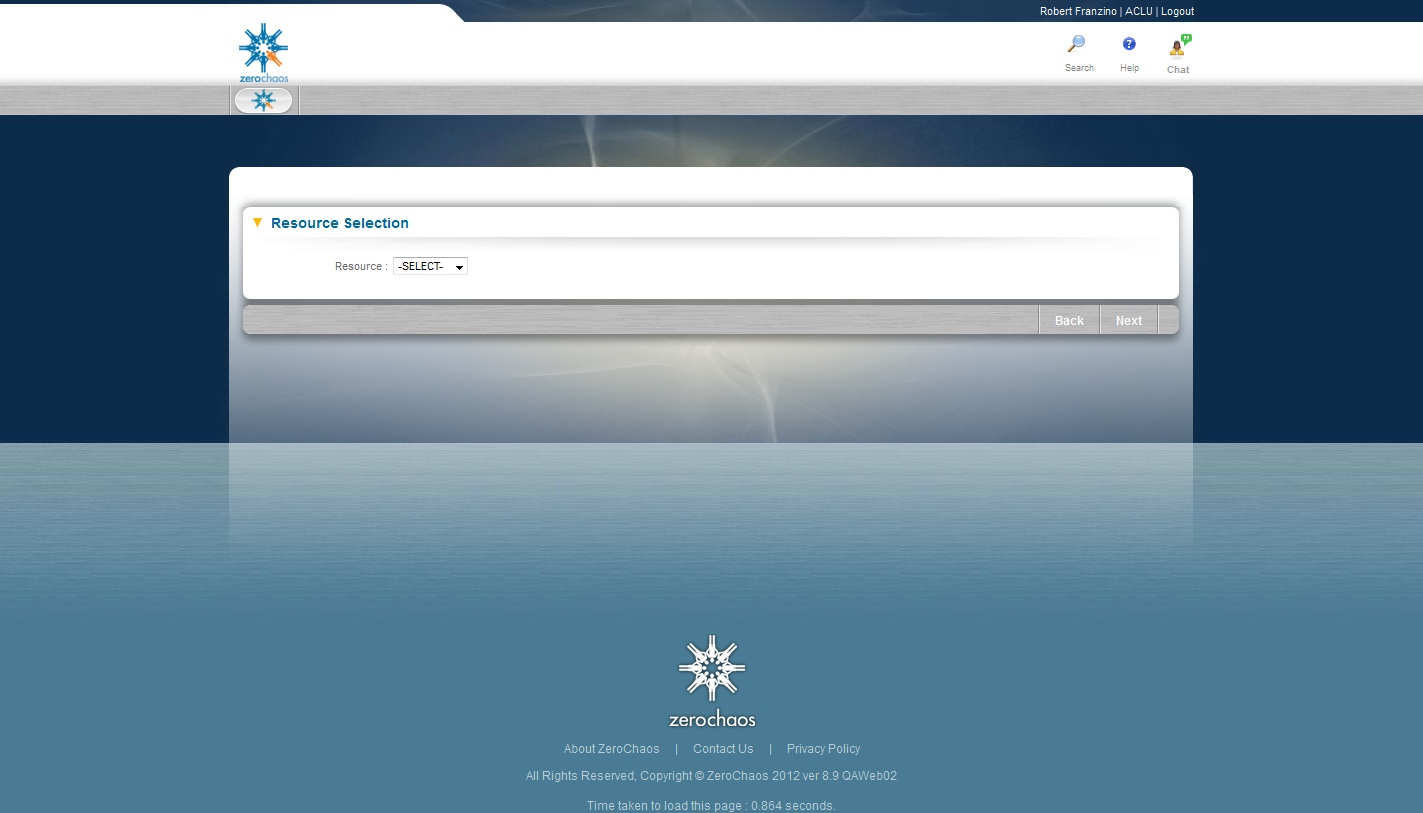 Robert Franzino | ACLU | Logout
zerochaos
Search Help Chat
Resource Selection
Resource : -SELECT-
Back Next
zerochaos
About ZeroChaos | Contact Us | Privacy Policy
All Rights Reserved, Copyright © ZeroChaos 2012 ver 8.9 QAWeb02
Time taken to load this page : 0.864 seconds.